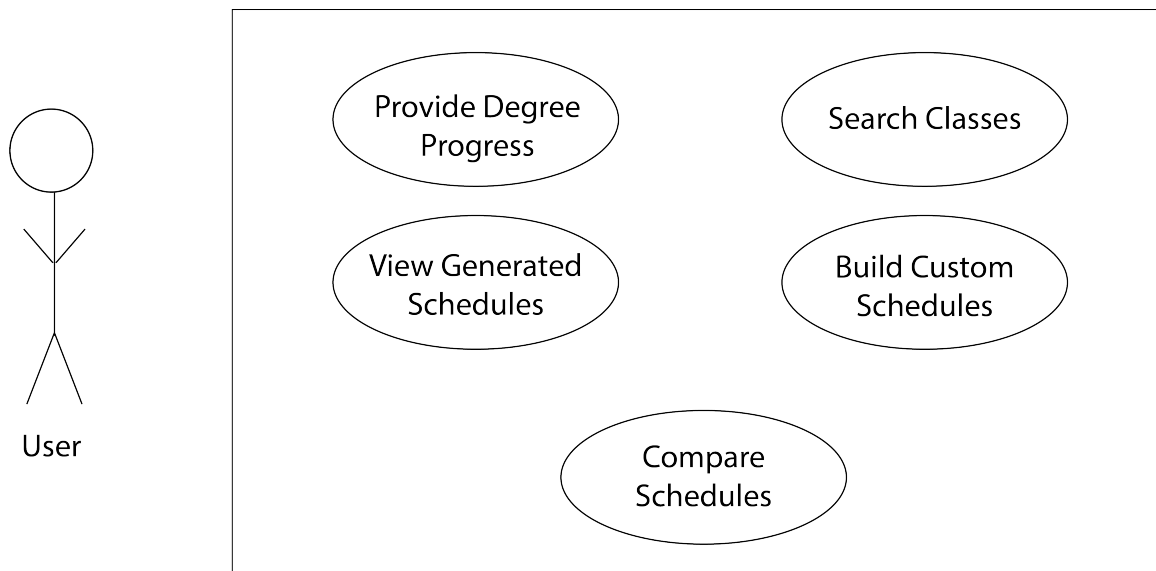 Provide Degree
Progress
Search Classes
View Generated
Schedules
Build Custom
Schedules
User
Compare
Schedules